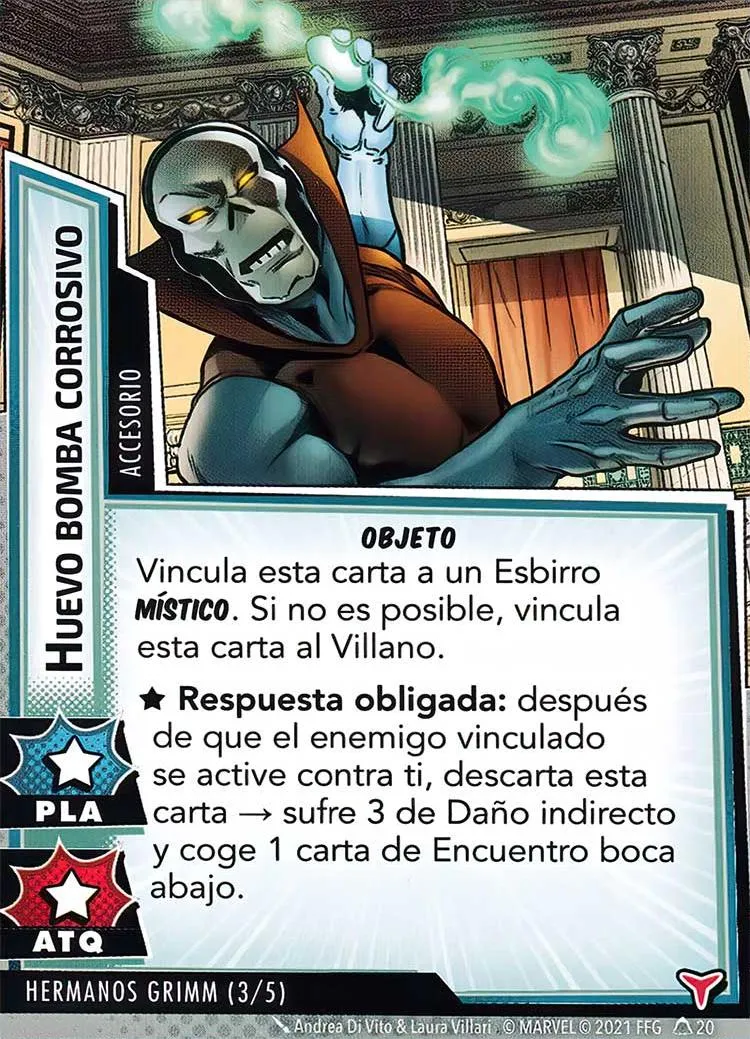 HUEVO BOMBA CORROSIVO
ACCESORIO
OBJETO
Vincula esta carta a un Esbirro
MÍSTICO. Si no es posible, vincula
esta carta al Villano.
★ Respuesta obligada: después
de que el enemigo vinculado
se active contra ti, descarta esta
carta → sufre 3 de Daño indirecto
y coge 1 carta de Encuentro boca
abajo.
PLA
ATQ
HERMANOS GRIMM (3/5)
Andrea Di Vito & Laura Villari . © MARVEL © 2021 FFG 20